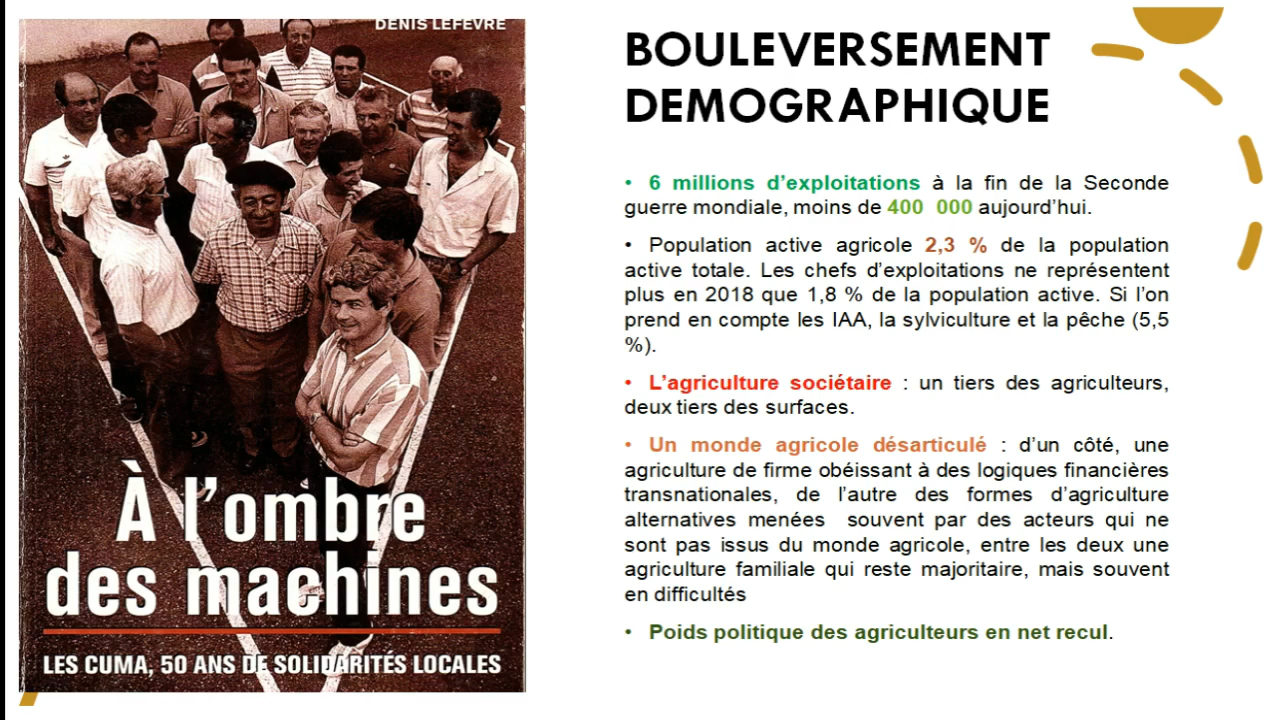 DENIS LEFEVRE
À l'ombre
des machines
LES CUMA, 50 ANS DE SOLIDARITÉS LOCALES
BOULEVERSEMENT
DEMOGRAPHIQUE
• 6 millions d'exploitations à la fin de la Seconde
guerre mondiale, moins de 400 000 aujourd'hui.
• Population active agricole 2,3 % de la population
active totale. Les chefs d'exploitations ne représentent
plus en 2018 que 1,8 % de la population active. Si l'on
prend en compte les IAA, la sylviculture et la pêche (5,5
%).
• L'agriculture sociétaire : un tiers des agriculteurs,
deux tiers des surfaces.
• Un monde agricole désarticulé : d'un côté, une
agriculture de firme obéissant à des logiques financières
transnationales, de l'autre des formes d'agriculture
alternatives menées souvent par des acteurs qui ne
sont pas issus du monde agricole, entre les deux une
agriculture familiale qui reste majoritaire, mais souvent
en difficultés
• Poids politique des agriculteurs en net recul.